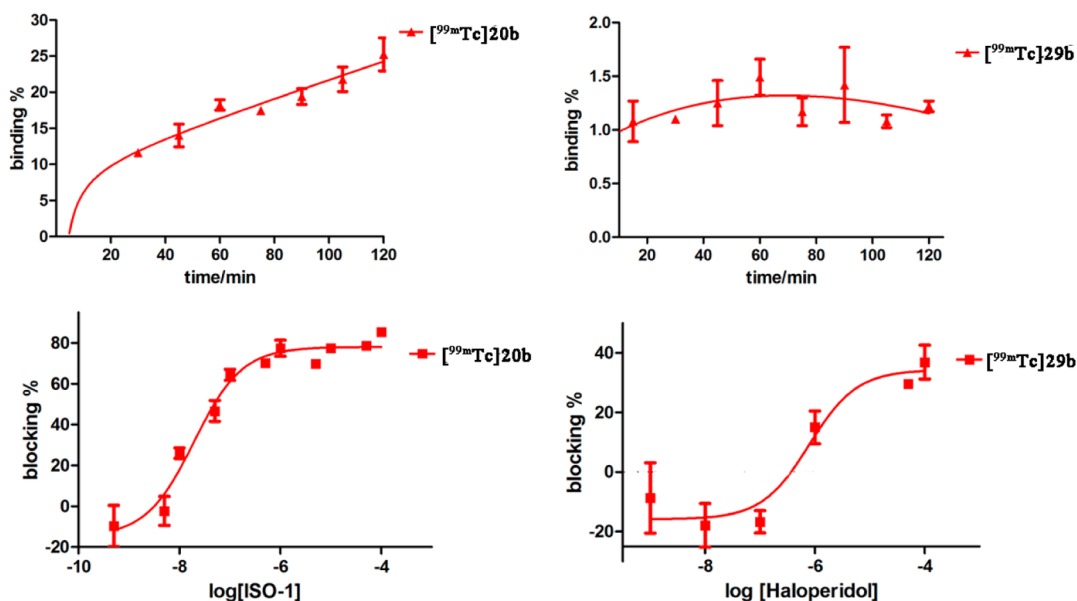 30
25
20
15
10
5
0
binding %
20 40 60 80 100 120
time/min
[⁹⁹ᵐTc]20b
2.0
1.5
1.0
0.5
0.0
binding %
20 40 60 80 100 120
time/min
[⁹⁹ᵐTc]29b
80
60
40
20
0
-20
blocking %
-10 -8 -6 -4
log[ISO-1]
[⁹⁹ᵐTc]20b
40
20
0
-20
blocking %
-8 -6 -4
log [Haloperidol]
[⁹⁹ᵐTc]29b